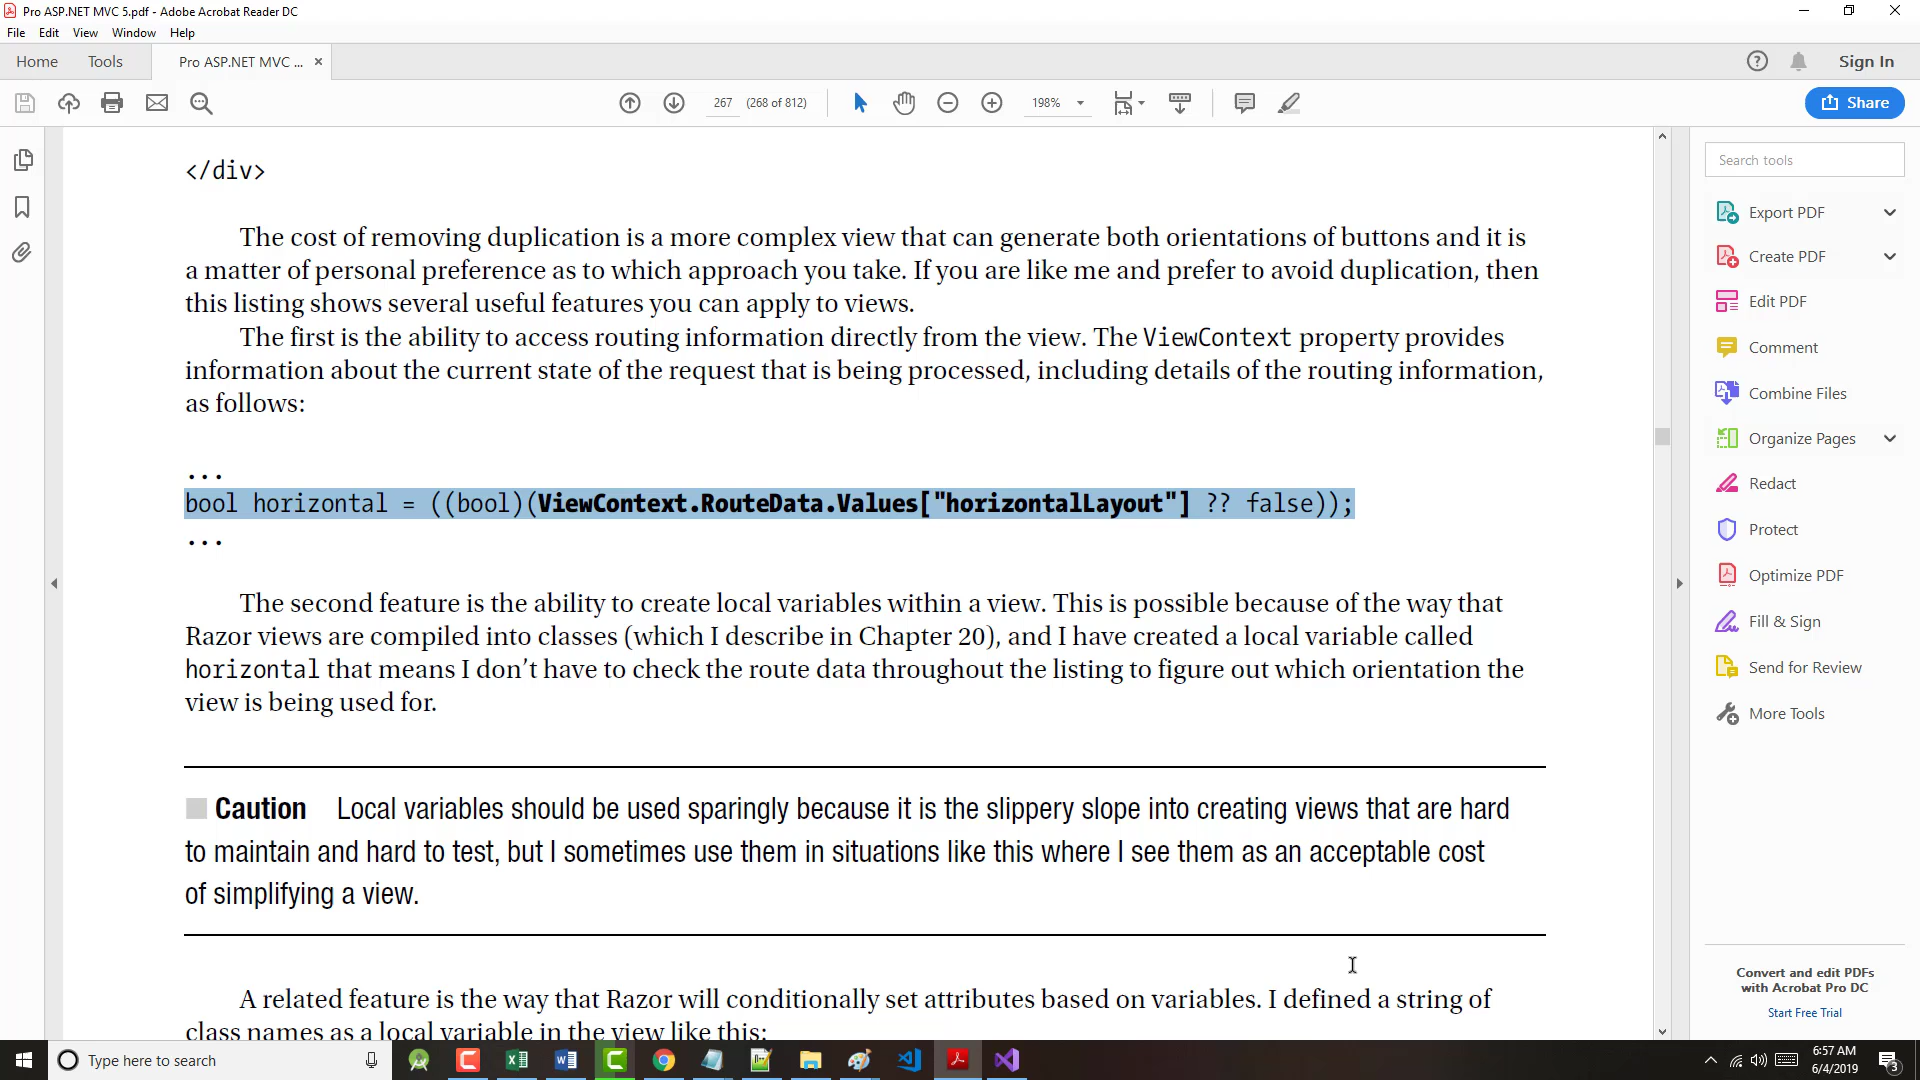 Pro ASP.NET MVC 5.pdf - Adobe Acrobat Reader DC
File Edit View Window Help
Home Tools Pro ASP.NET MVC ... × Sign In
267 (268 of 812) 198% Share
</div>
The cost of removing duplication is a more complex view that can generate both orientations of buttons and it is
a matter of personal preference as to which approach you take. If you are like me and prefer to avoid duplication, then
this listing shows several useful features you can apply to views.
The first is the ability to access routing information directly from the view. The ViewContext property provides
information about the current state of the request that is being processed, including details of the routing information,
as follows:
...
bool horizontal = ((bool)(ViewContext.RouteData.Values["horizontalLayout"] ?? false));
...
The second feature is the ability to create local variables within a view. This is possible because of the way that
Razor views are compiled into classes (which I describe in Chapter 20), and I have created a local variable called
horizontal that means I don't have to check the route data throughout the listing to figure out which orientation the
view is being used for.
Caution Local variables should be used sparingly because it is the slippery slope into creating views that are hard
to maintain and hard to test, but I sometimes use them in situations like this where I see them as an acceptable cost
of simplifying a view.
A related feature is the way that Razor will conditionally set attributes based on variables. I defined a string of
class names as a local variable in the view like this:
Search tools
Export PDF
Create PDF
Edit PDF
Comment
Combine Files
Organize Pages
Redact
Protect
Optimize PDF
Fill & Sign
Send for Review
More Tools
Convert and edit PDFs
with Acrobat Pro DC
Start Free Trial
Type here to search
6:57 AM
6/4/2019
3